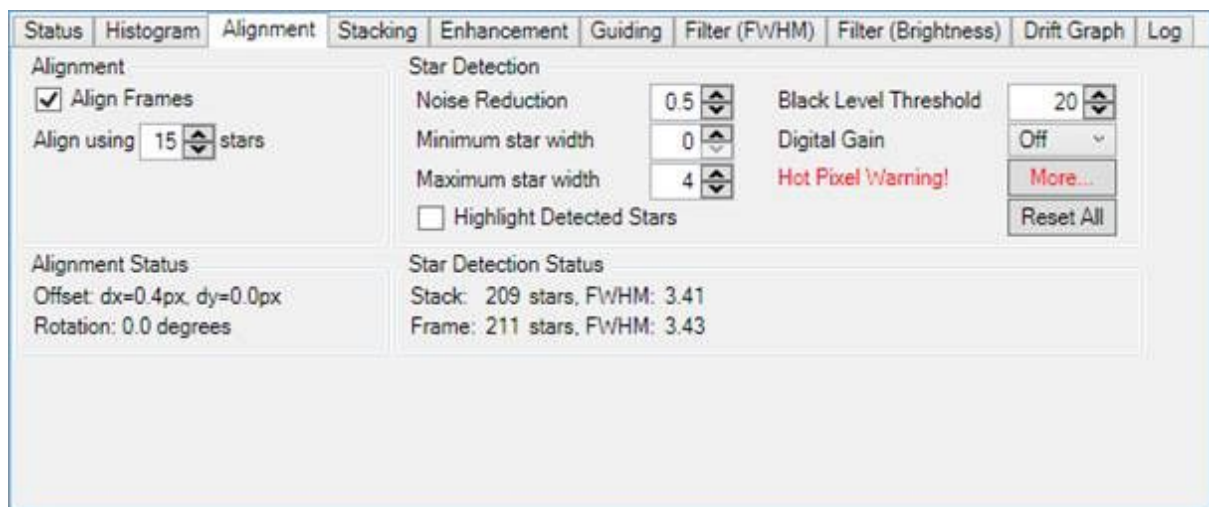 Status Histogram Alignment Stacking Enhancement Guiding Filter (FWHM) Filter (Brightness) Drift Graph Log
Alignment
Align Frames
Align using 15 stars
Star Detection
Noise Reduction 0.5
Minimum star width 0
Maximum star width 4
Highlight Detected Stars
Black Level Threshold 20
Digital Gain Off
Hot Pixel Warning! More...
Reset All
Alignment Status
Offset: dx=0.4px, dy=0.0px
Rotation: 0.0 degrees
Star Detection Status
Stack: 209 stars, FWHM: 3.41
Frame: 211 stars, FWHM: 3.43